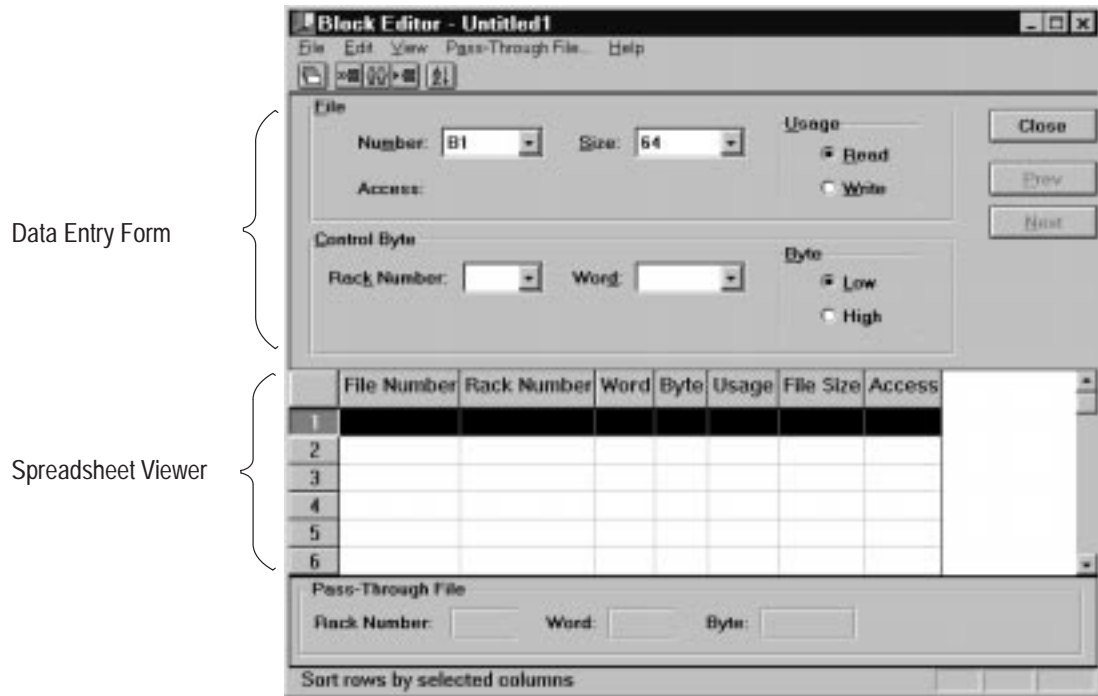 Block Editor - Untitled1
File Edit View Pass-Through File... Help
File
Number: B1 Size: 64
Access:
Usage
Read
Write
Close
Prev
Next
Data Entry Form
Control Byte
Rack Number: Word:
Byte
Low
High
File Number Rack Number Word Byte Usage File Size Access
1
2
3
4
5
6
Spreadsheet Viewer
Pass-Through File
Rack Number: Word: Byte:
Sort rows by selected columns